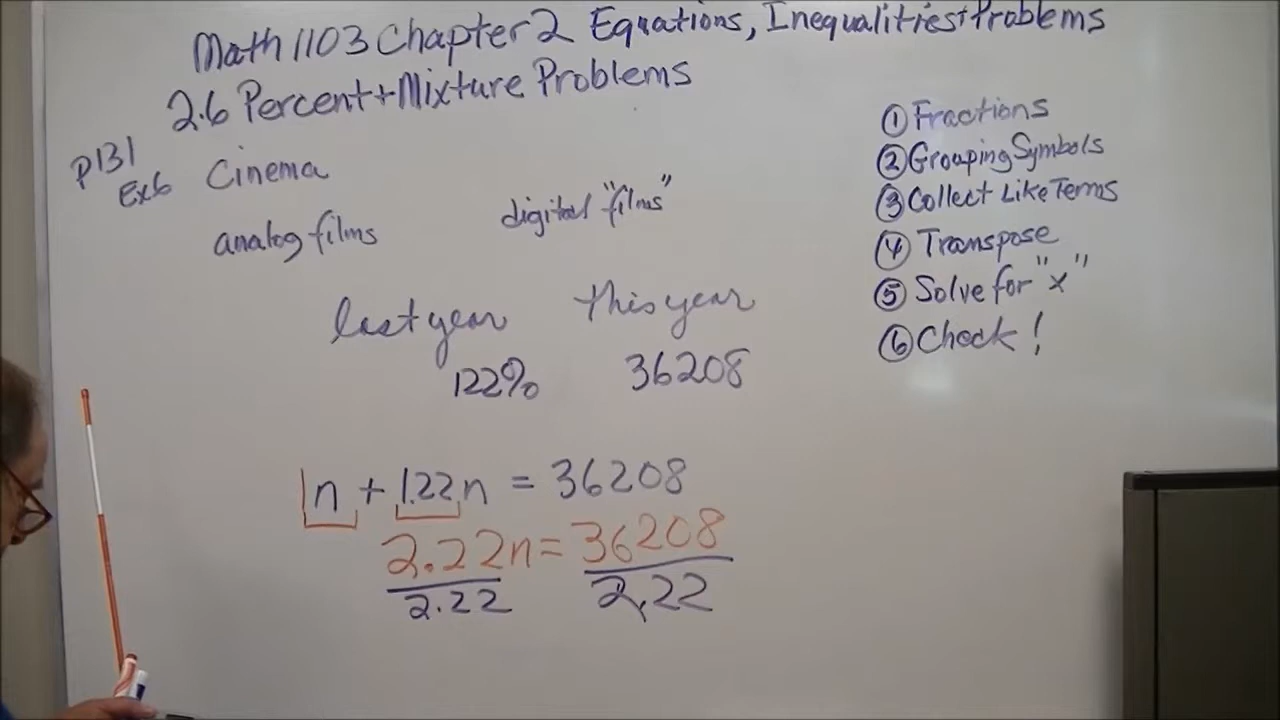 Math 1103 Chapter 2 Equations, Inequalities + Problems
2.6 Percent + Mixture Problems
P131
Ex6 Cinema
analog films
digital "films"
last year
this year
122%
36208
1n + 1.22n = 36208
2.22n = 36208
2.22 2.22
① Fractions
② Grouping Symbols
③ Collect Like Terms
④ Transpose
⑤ Solve for "x"
⑥ Check!